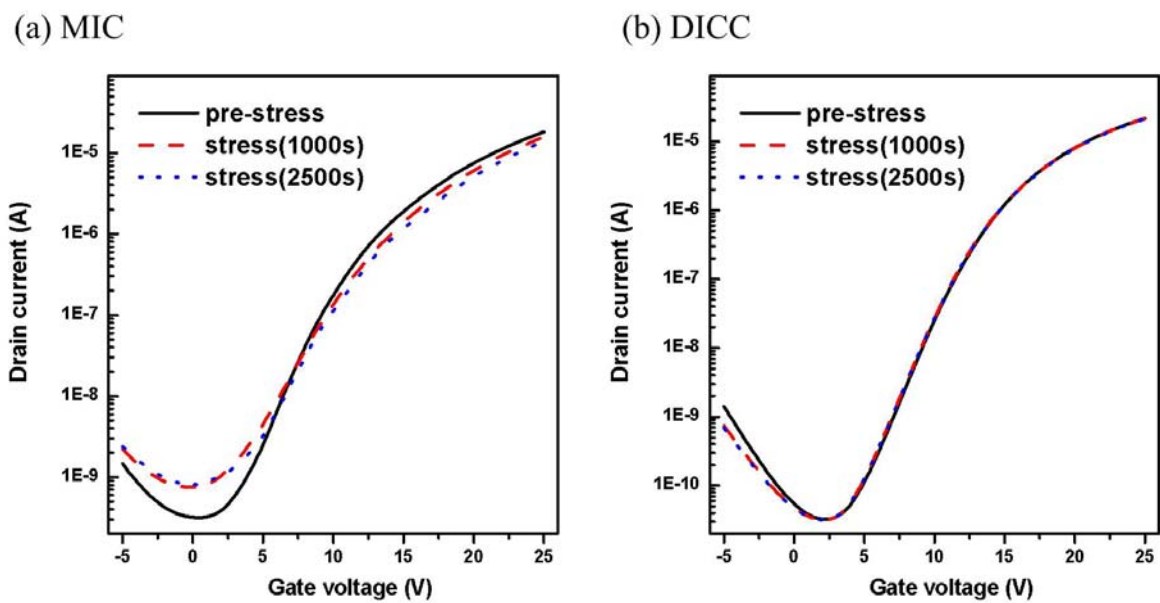 (a) MIC
pre-stress
stress(1000s)
stress(2500s)
1E-5
1E-6
1E-7
1E-8
1E-9
Drain current (A)
-5 0 5 10 15 20 25
Gate voltage (V)
(b) DICC
pre-stress
stress(1000s)
stress(2500s)
1E-5
1E-6
1E-7
1E-8
1E-9
1E-10
Drain current (A)
-5 0 5 10 15 20 25
Gate voltage (V)